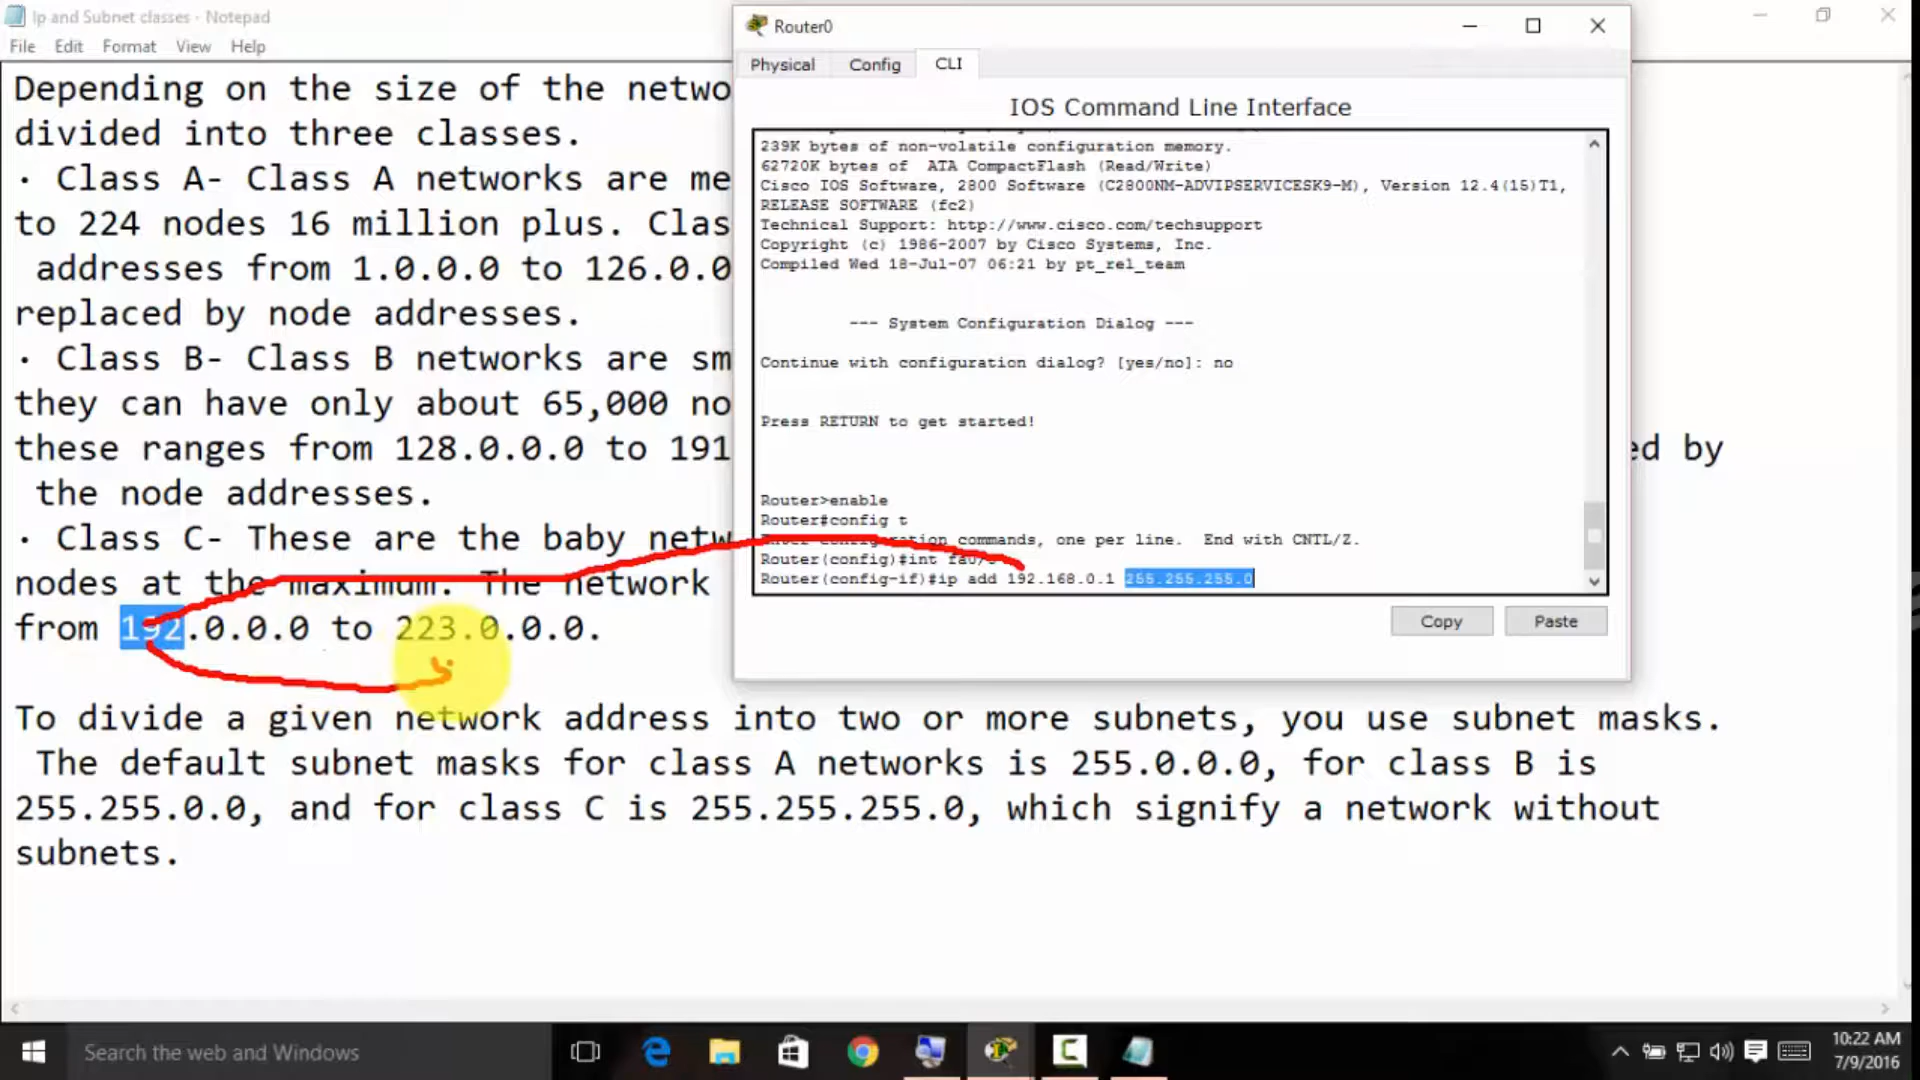 Ip and Subnet classes - Notepad
File Edit Format View Help
Depending on the size of the netwo
divided into three classes.
· Class A- Class A networks are me
to 224 nodes 16 million plus. Clas
addresses from 1.0.0.0 to 126.0.0
replaced by node addresses.
· Class B- Class B networks are sm
they can have only about 65,000 no
these ranges from 128.0.0.0 to 191
ed by
the node addresses.
· Class C- These are the baby netw
nodes at the maximum. The network
from 192.0.0.0 to 223.0.0.0.
To divide a given network address into two or more subnets, you use subnet masks.
The default subnet masks for class A networks is 255.0.0.0, for class B is
255.255.0.0, and for class C is 255.255.255.0, which signify a network without
subnets.
Router0
Physical Config CLI
IOS Command Line Interface
239K bytes of non-volatile configuration memory.
62720K bytes of ATA CompactFlash (Read/Write)
Cisco IOS Software, 2800 Software (C2800NM-ADVIPSERVICESK9-M), Version 12.4(15)T1,
RELEASE SOFTWARE (fc2)
Technical Support: http://www.cisco.com/techsupport
Copyright (c) 1986-2007 by Cisco Systems, Inc.
Compiled Wed 18-Jul-07 06:21 by pt_rel_team
--- System Configuration Dialog ---
Continue with configuration dialog? [yes/no]: no
Press RETURN to get started!
Router>enable
Router#config t
Enter configuration commands, one per line. End with CNTL/Z.
Router(config)#int fa0/
Router(config-if)#ip add 192.168.0.1 255.255.255.0
Copy Paste
Search the web and Windows
10:22 AM
7/9/2016